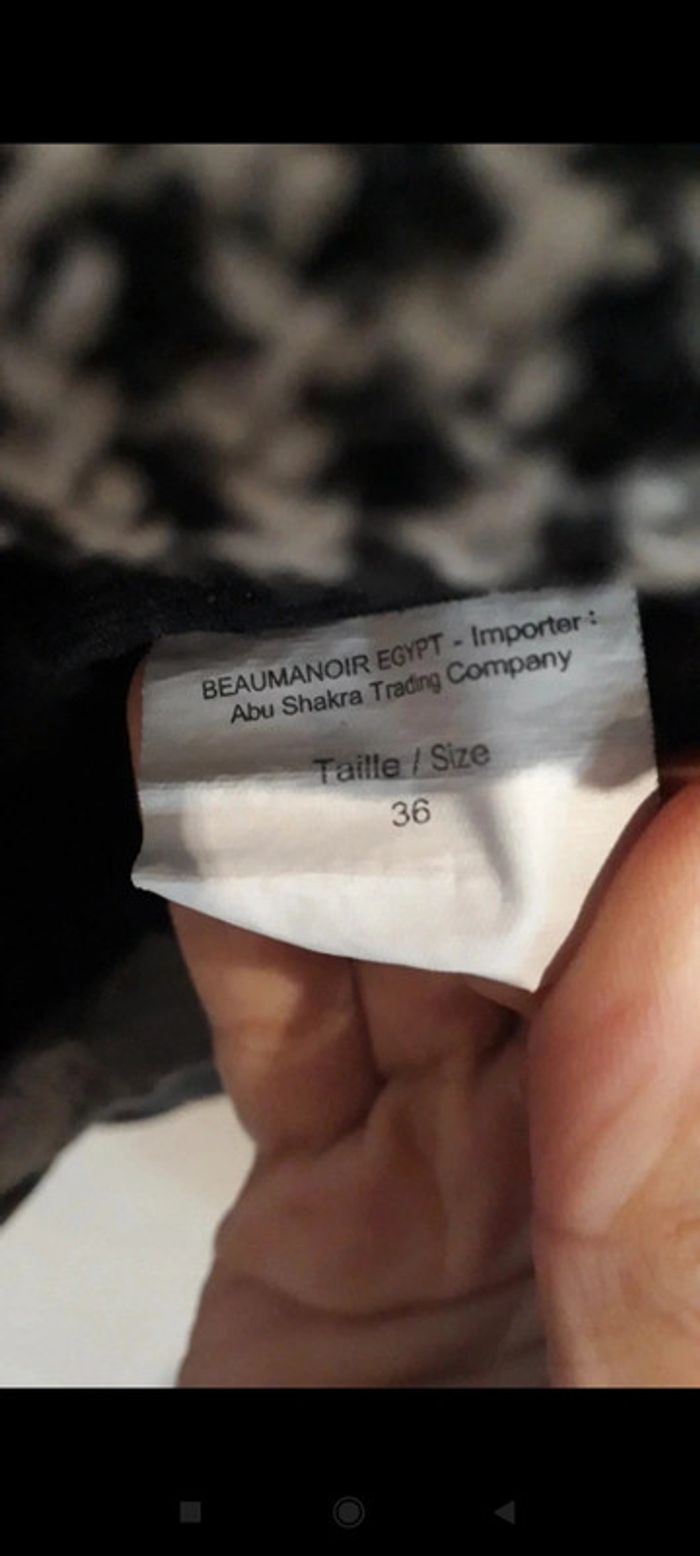 BEAUMANOIR EGYPT - Importer :
Abu Shakra Trading Company
Taille / Size
36